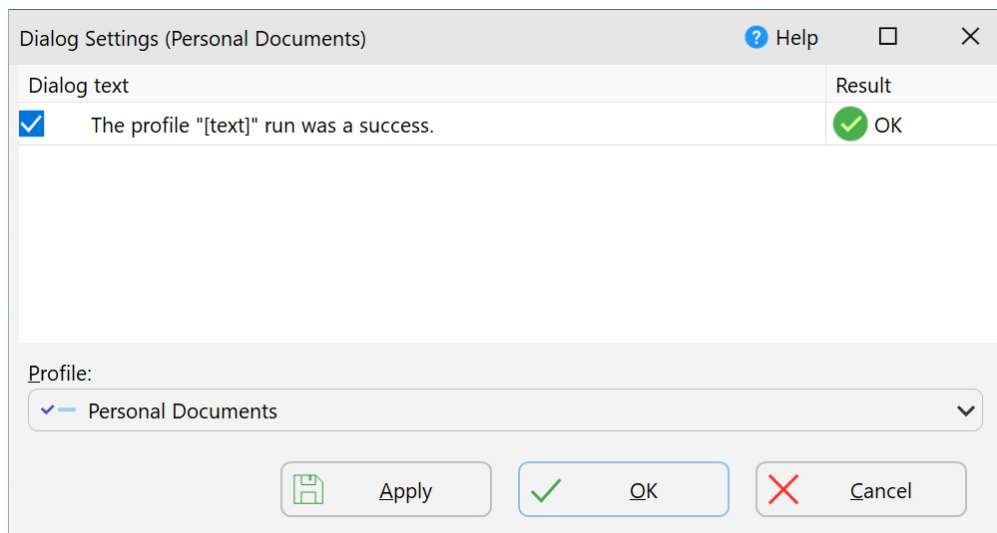 Dialog Settings (Personal Documents) Help
Dialog text Result
The profile "[text]" run was a success. OK
Profile:
Personal Documents
Apply OK Cancel